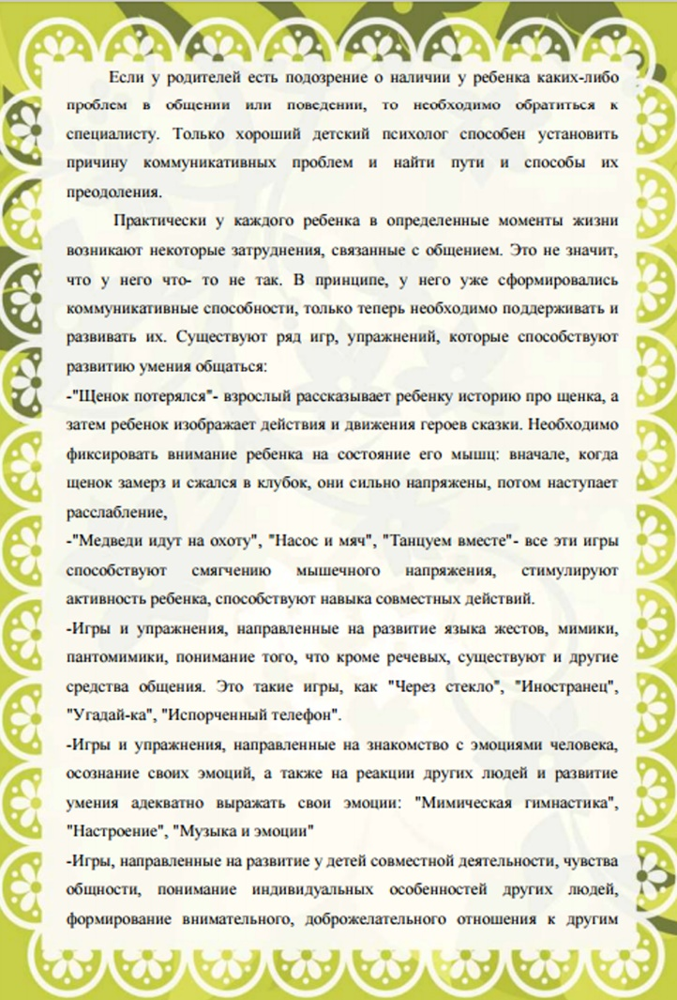 Если у родителей есть подозрение о наличии у ребенка каких-либо
проблем в общении или поведении, то необходимо обратиться к
специалисту. Только хороший детский психолог способен установить
причину коммуникативных проблем и найти пути и способы их
преодоления.
Практически у каждого ребенка в определенные моменты жизни
возникают некоторые затруднения, связанные с общением. Это не значит,
что у него что- то не так. В принципе, у него уже сформировались
коммуникативные способности, только теперь необходимо поддерживать и
развивать их. Существуют ряд игр, упражнений, которые способствуют
развитию умения общаться:
-"Щенок потерялся"- взрослый рассказывает ребенку историю про щенка, а
затем ребенок изображает действия и движения героев сказки. Необходимо
фиксировать внимание ребенка на состояние его мышц: вначале, когда
щенок замерз и сжался в клубок, они сильно напряжены, потом наступает
расслабление,
-"Медведи идут на охоту", "Насос и мяч", "Танцуем вместе"- все эти игры
способствуют смягчению мышечного напряжения, стимулируют
активность ребенка, способствуют навыка совместных действий.
-Игры и упражнения, направленные на развитие языка жестов, мимики,
пантомимики, понимание того, что кроме речевых, существуют и другие
средства общения. Это такие игры, как "Через стекло", "Иностранец",
"Угадай-ка", "Испорченный телефон".
-Игры и упражнения, направленные на знакомство с эмоциями человека,
осознание своих эмоций, а также на реакции других людей и развитие
умения адекватно выражать свои эмоции: "Мимическая гимнастика",
"Настроение", "Музыка и эмоции"
-Игры, направленные на развитие у детей совместной деятельности, чувства
общности, понимание индивидуальных особенностей других людей,
формирование внимательного, доброжелательного отношения к другим